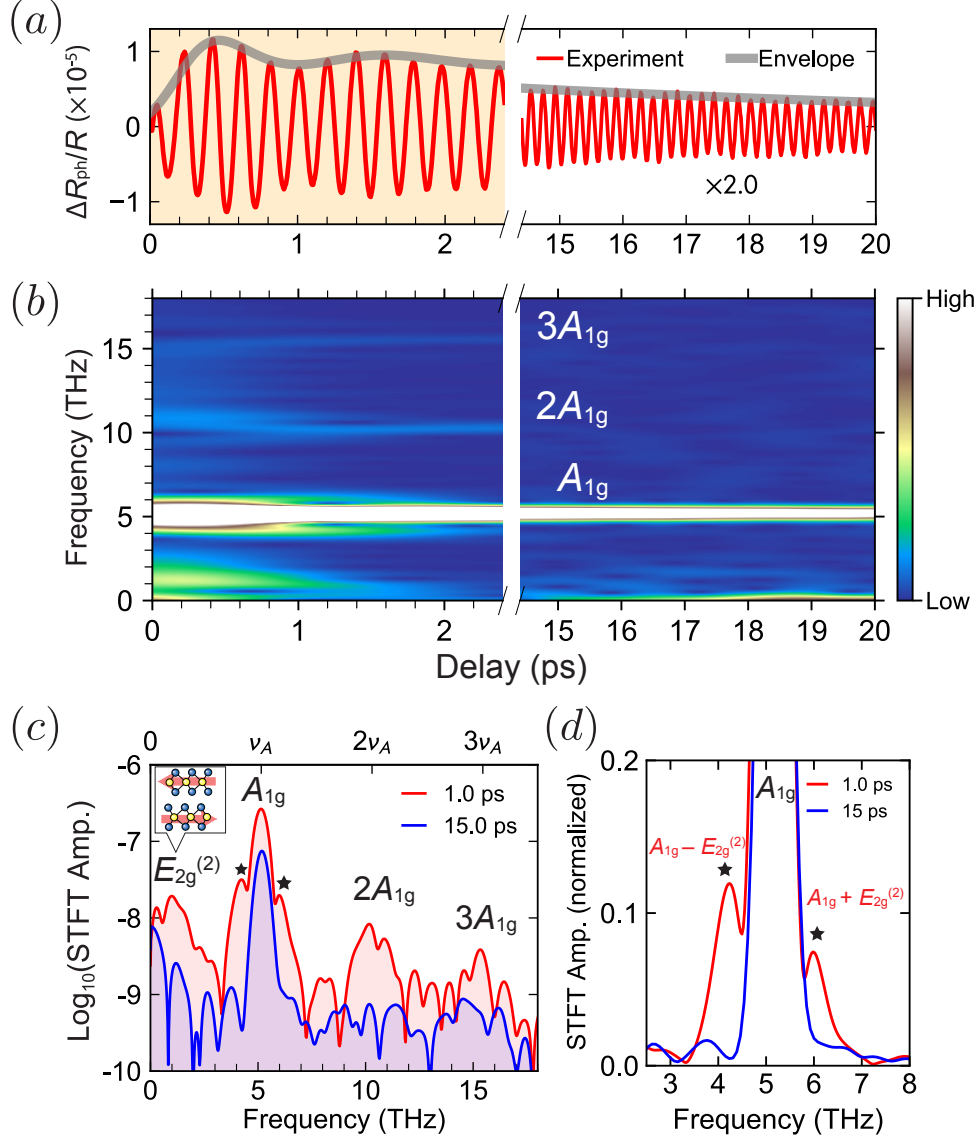 (a)
ΔR_ph/R (×10⁻⁵)
1
0
−1
Experiment
Envelope
×2.0
0 1 2 15 16 17 18 19 20
(b)
Frequency (THz)
15
10
5
0
3A₁g
2A₁g
A₁g
High
Low
0 1 2 15 16 17 18 19 20
Delay (ps)
(c)
0 ν_A 2ν_A 3ν_A
Log₁₀(STFT Amp.)
-6
-7
-8
-9
-10
A₁g
1.0 ps
15.0 ps
E₂g⁽²⁾
★ ★
2A₁g
3A₁g
0 5 10 15
Frequency (THz)
(d)
STFT Amp. (normalized)
0.2
0.1
0.0
A₁g
1.0 ps
15 ps
A₁g − E₂g⁽²⁾
★
A₁g + E₂g⁽²⁾
★
3 4 5 6 7 8
Frequency (THz)